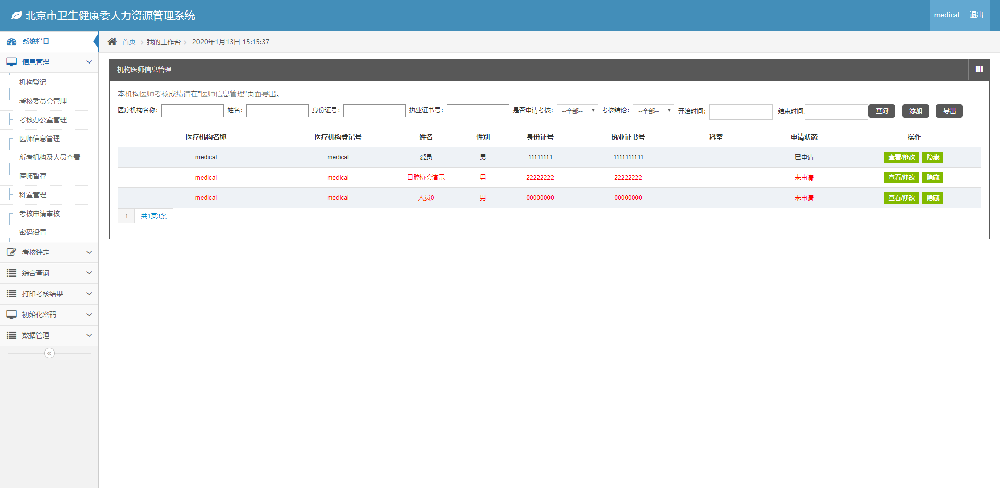 北京市卫生健康委人力资源管理系统
medical 退出
系统栏目
首页 > 我的工作台 > 2020年1月13日 15:15:37
信息管理
机构登记
考核委员会管理
考核办公室管理
医师信息管理
所考机构及人员查看
医师暂存
科室管理
考核申请审核
密码设置
考核评定
综合查询
打印考核结果
初始化密码
数据管理
机构医师信息管理
本机构医师考核成绩请在"医师信息管理"页面导出。
医疗机构名称: 姓名: 身份证号: 执业证书号: 是否申请考核: --全部-- 考核结论: --全部-- 开始时间: 结束时间: 查询 添加 导出
医疗机构名称 医疗机构登记号 姓名 性别 身份证号 执业证书号 科室 申请状态 操作
medical medical 爱员 男 11111111 1111111111 已申请 查看/修改 隐藏
medical medical 口腔协会演示 男 22222222 22222222 未申请 查看/修改 隐藏
medical medical 人员0 男 00000000 00000000 未申请 查看/修改 隐藏
1 共1页3条